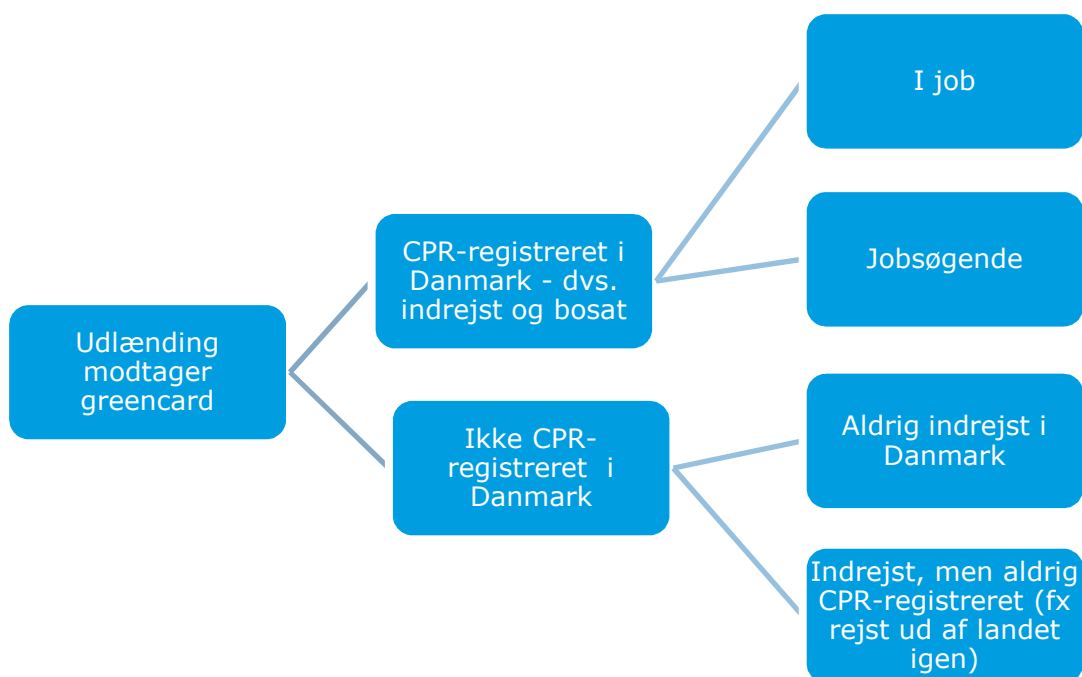 Udlænding
modtager
greencard
CPR-registreret i
Danmark - dvs.
indrejst og bosat
I job
Jobsøgende
Ikke CPR-
registreret i
Danmark
Aldrig indrejst i
Danmark
Indrejst, men aldrig
CPR-registreret (fx
rejst ud af landet
igen)